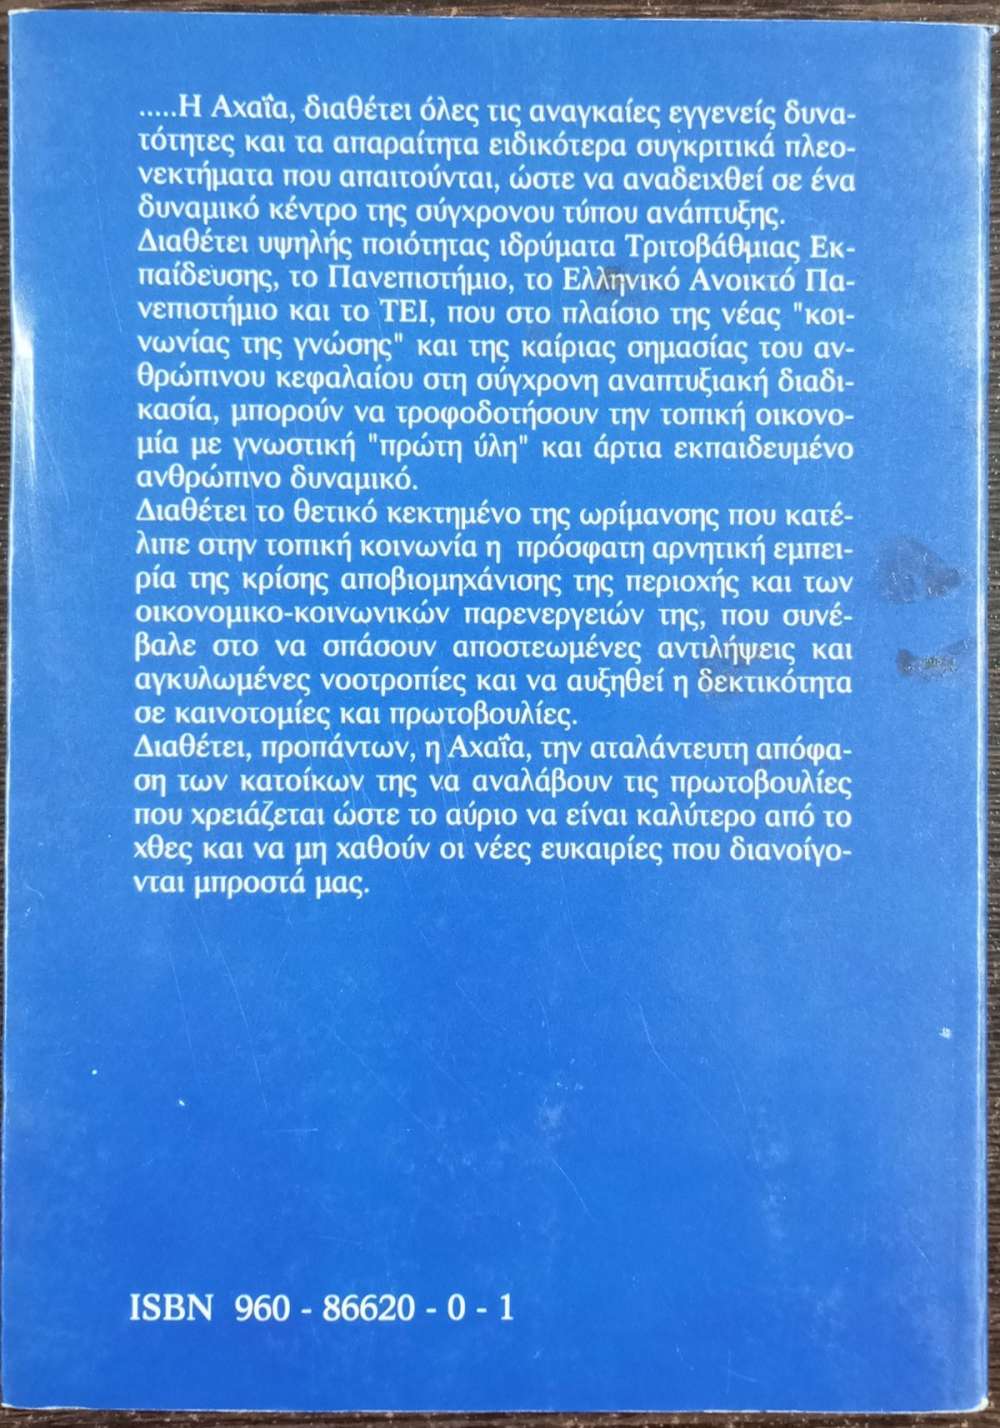 .....Η Αχαΐα, διαθέτει όλες τις αναγκαίες εγγενείς δυνα-
τότητες και τα απαραίτητα ειδικότερα συγκριτικά πλεο-
νεκτήματα που απαιτούνται, ώστε να αναδειχθεί σε ένα
δυναμικό κέντρο της σύγχρονου τύπου ανάπτυξης.
Διαθέτει υψηλής ποιότητας ιδρύματα Τριτοβάθμιας Εκ-
παίδευσης, το Πανεπιστήμιο, το Ελληνικό Ανοικτό Πα-
νεπιστήμιο και το ΤΕΙ, που στο πλαίσιο της νέας "κοι-
νωνίας της γνώσης" και της καίριας σημασίας του αν-
θρώπινου κεφαλαίου στη σύγχρονη αναπτυξιακή διαδι-
κασία, μπορούν να τροφοδοτήσουν την τοπική οικονο-
μία με γνωστική "πρώτη ύλη" και άρτια εκπαιδευμένο
ανθρώπινο δυναμικό.
Διαθέτει το θετικό κεκτημένο της ωρίμανσης που κατέ-
λιπε στην τοπική κοινωνία η πρόσφατη αρνητική εμπει-
ρία της κρίσης αποβιομηχάνισης της περιοχής και των
οικονομικο-κοινωνικών παρενεργειών της, που συνέ-
βαλε στο να σπάσουν αποστεωμένες αντιλήψεις και
αγκυλωμένες νοοτροπίες και να αυξηθεί η δεκτικότητα
σε καινοτομίες και πρωτοβουλίες.
Διαθέτει, προπάντων, η Αχαΐα, την αταλάντευτη απόφα-
ση των κατοίκων της να αναλάβουν τις πρωτοβουλίες
που χρειάζεται ώστε το αύριο να είναι καλύτερο από το
χθες και να μη χαθούν οι νέες ευκαιρίες που διανοίγο-
νται μπροστά μας.
ISBN 960 - 86620 - 0 - 1